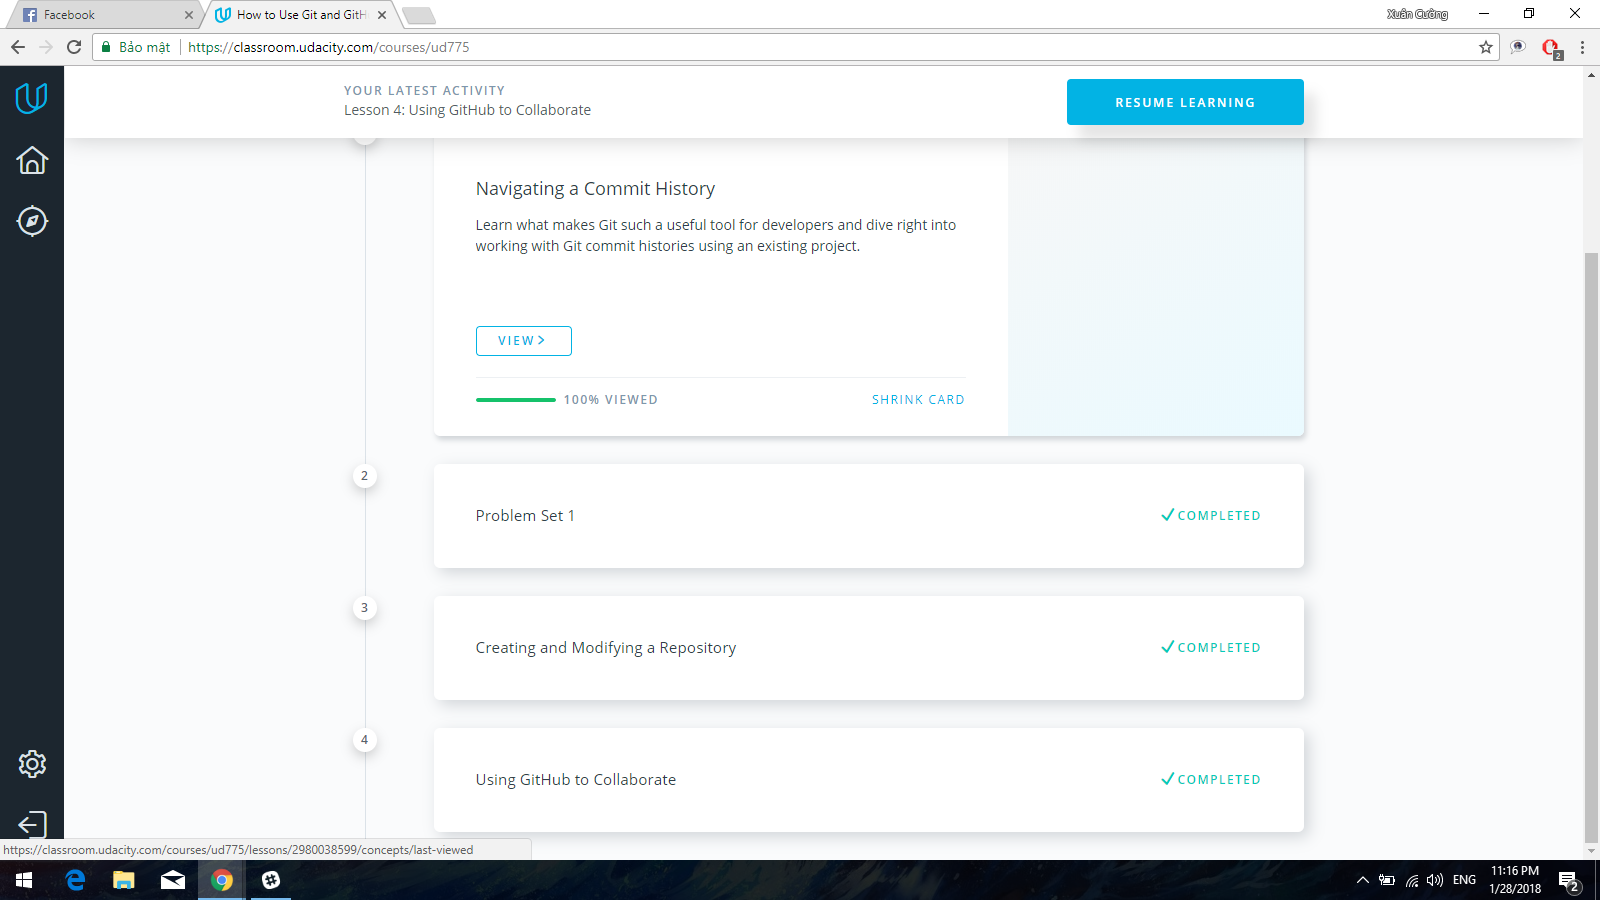 Facebook
How to Use Git and GitH
Xuân Cường
Bảo mật
https://classroom.udacity.com/courses/ud775
2
YOUR LATEST ACTIVITY
Lesson 4: Using GitHub to Collaborate
RESUME LEARNING
Navigating a Commit History
Learn what makes Git such a useful tool for developers and dive right into
working with Git commit histories using an existing project.
VIEW
100% VIEWED
SHRINK CARD
2
Problem Set 1
COMPLETED
3
Creating and Modifying a Repository
COMPLETED
4
Using GitHub to Collaborate
COMPLETED
https://classroom.udacity.com/courses/ud775/lessons/2980038599/concepts/last-viewed
ENG
11:16 PM
1/28/2018
2